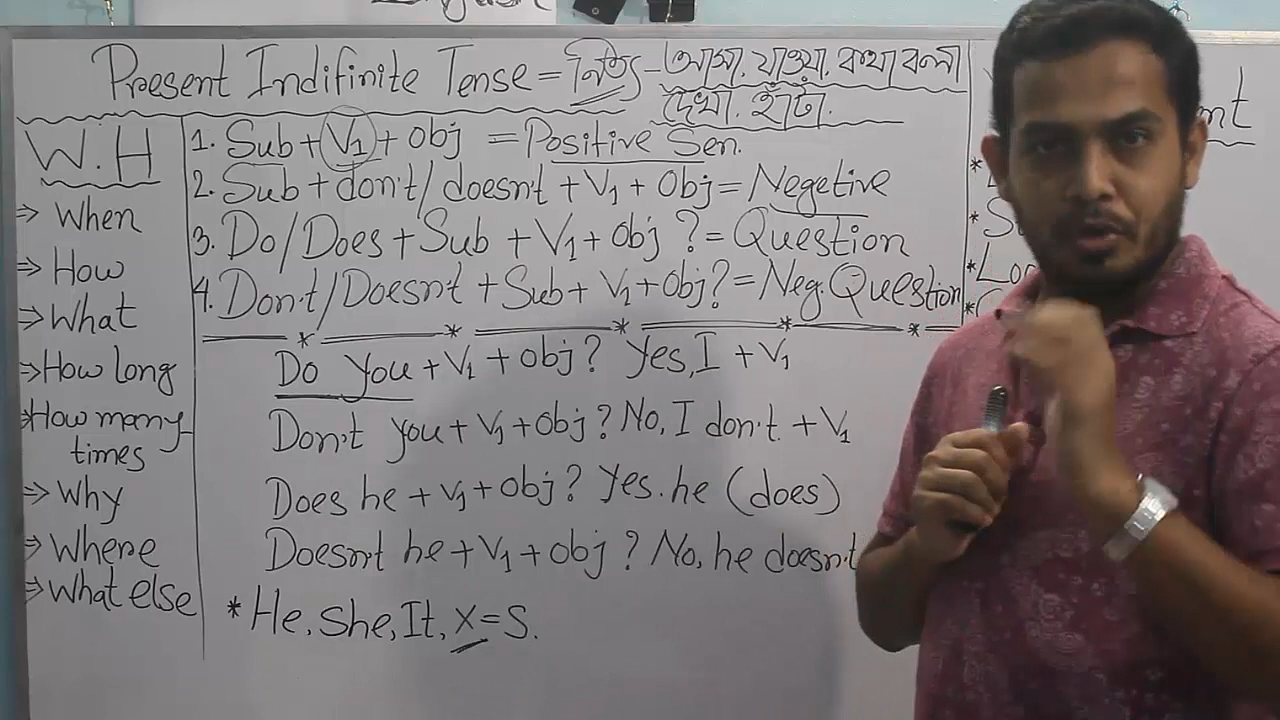 English
Present Indifinite Tense = নিত্য - আসা. যাওয়া. কথা বলা
দেখা. হাঁটা.
W.H
⇒ When
⇒ How
⇒ What
⇒ How long
⇒ How many
times
⇒ Why
⇒ Where
⇒ What else
1. Sub + V1 + obj = Positive Sen.
2. Sub + don't/doesn't + V1 + Obj = Negetive
3. Do/Does + Sub + V1 + obj ? = Question
4. Don't/Doesn't + Sub + V1 + obj? = Neg. Question
Do you + V1 + obj? Yes, I + V1
Don't you + V1 + obj? No, I don't + V1
Does he + V1 + obj? Yes. he (does)
Doesn't he + V1 + obj? No, he doesn't
* He, She, It, X = S.